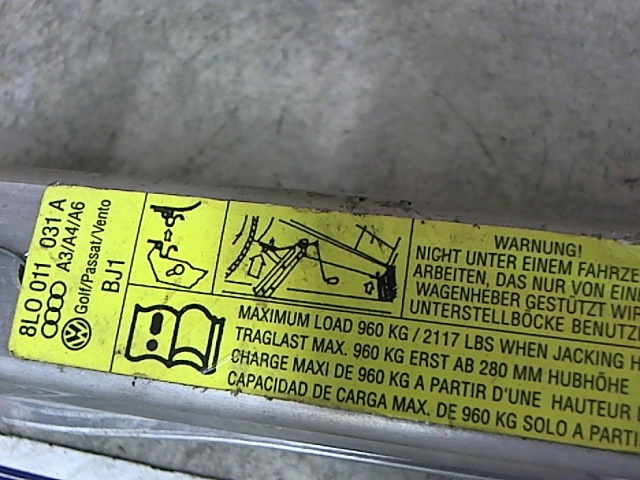 8L0 011 031 A
A3/A4/A6
Golf/Passat/Vento
BJ1
WARNUNG!
NICHT UNTER EINEM FAHRZE
ARBEITEN, DAS NUR VON EIN
WAGENHEBER GESTÜTZT WIR
UNTERSTELLBÖCKE BENUTZE
MAXIMUM LOAD 960 KG / 2117 LBS WHEN JACKING H
TRAGLAST MAX. 960 KG ERST AB 280 MM HUBHÖHE
CHARGE MAXI DE 960 KG A PARTIR D'UNE HAUTEUR
CAPACIDAD DE CARGA MAX. DE 960 KG SOLO A PARTI